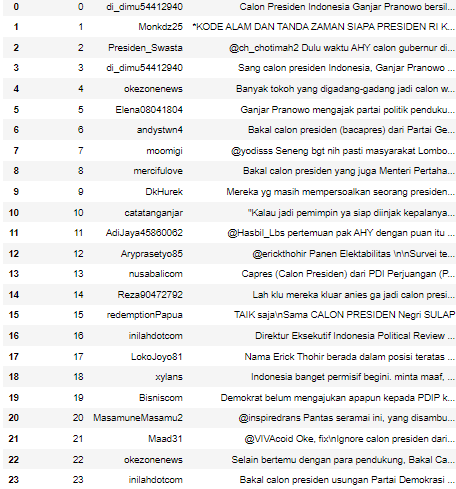 0 0 di_dimu54412940 Calon Presiden Indonesia Ganjar Pranowo bersil...
1 1 Monkdz25 *KODE ALAM DAN TANDA ZAMAN SIAPA PRESIDEN RI K...
2 2 Presiden_Swasta @ch_chotimah2 Dulu waktu AHY calon gubernur di...
3 3 di_dimu54412940 Sang calon presiden Indonesia, Ganjar Pranowo ...
4 4 okezonenews Banyak tokoh yang digadang-gadang jadi calon w...
5 5 Elena08041804 Ganjar Pranowo mengajak partai politik penduku...
6 6 andystwn4 Bakal calon presiden (bacapres) dari Partai Ge...
7 7 moomigi @yodisss Seneng bgt nih pasti masyarakat Lombo...
8 8 mercifulove Bakal calon presiden yang juga Menteri Pertaha...
9 9 DkHurek Mereka yg masih mempersoalkan seorang presiden...
10 10 catatanganjar "Kalau jadi pemimpin ya siap diinjak kepalanya...
11 11 AdiJaya45860062 @Hasbil_Lbs pertemuan pak AHY dengan puan itu ...
12 12 Aryprasetyo85 @erickthohir Panen Elektabilitas \n\nSurvei te...
13 13 nusabalicom Capres (Calon Presiden) dari PDI Perjuangan (P...
14 14 Reza90472792 Lah klu mereka kluar anies ga jadi calon presi...
15 15 redemptionPapua TAIK saja\nSama CALON PRESIDEN Negri SULAP
16 16 inilahdotcom Direktur Eksekutif Indonesia Political Review ...
17 17 LokoJoyo81 Nama Erick Thohir berada dalam posisi teratas ...
18 18 xylans Indonesia banget permisif begini. minta maaf, ...
19 19 Bisniscom Demokrat belum mengajukan apapun kepada PDIP k...
20 20 MasamuneMasamu2 @inspiredrans Pantas seramai ini, yang disambu...
21 21 Maad31 @VIVAcoid Oke, fix\nIgnore calon presiden dari...
22 22 okezonenews Selain bertemu dengan para pendukung, Bakal Ca...
23 23 inilahdotcom Bakal calon presiden usungan Partai Demokrasi ...